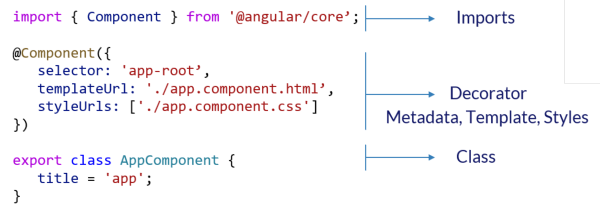 import { Component } from '@angular/core’;
Imports
@Component({
selector: 'app-root’,
templateUrl: './app.component.html’,
styleUrls: ['./app.component.css']
})
Decorator
Metadata, Template, Styles
export class AppComponent {
title = 'app';
}
Class